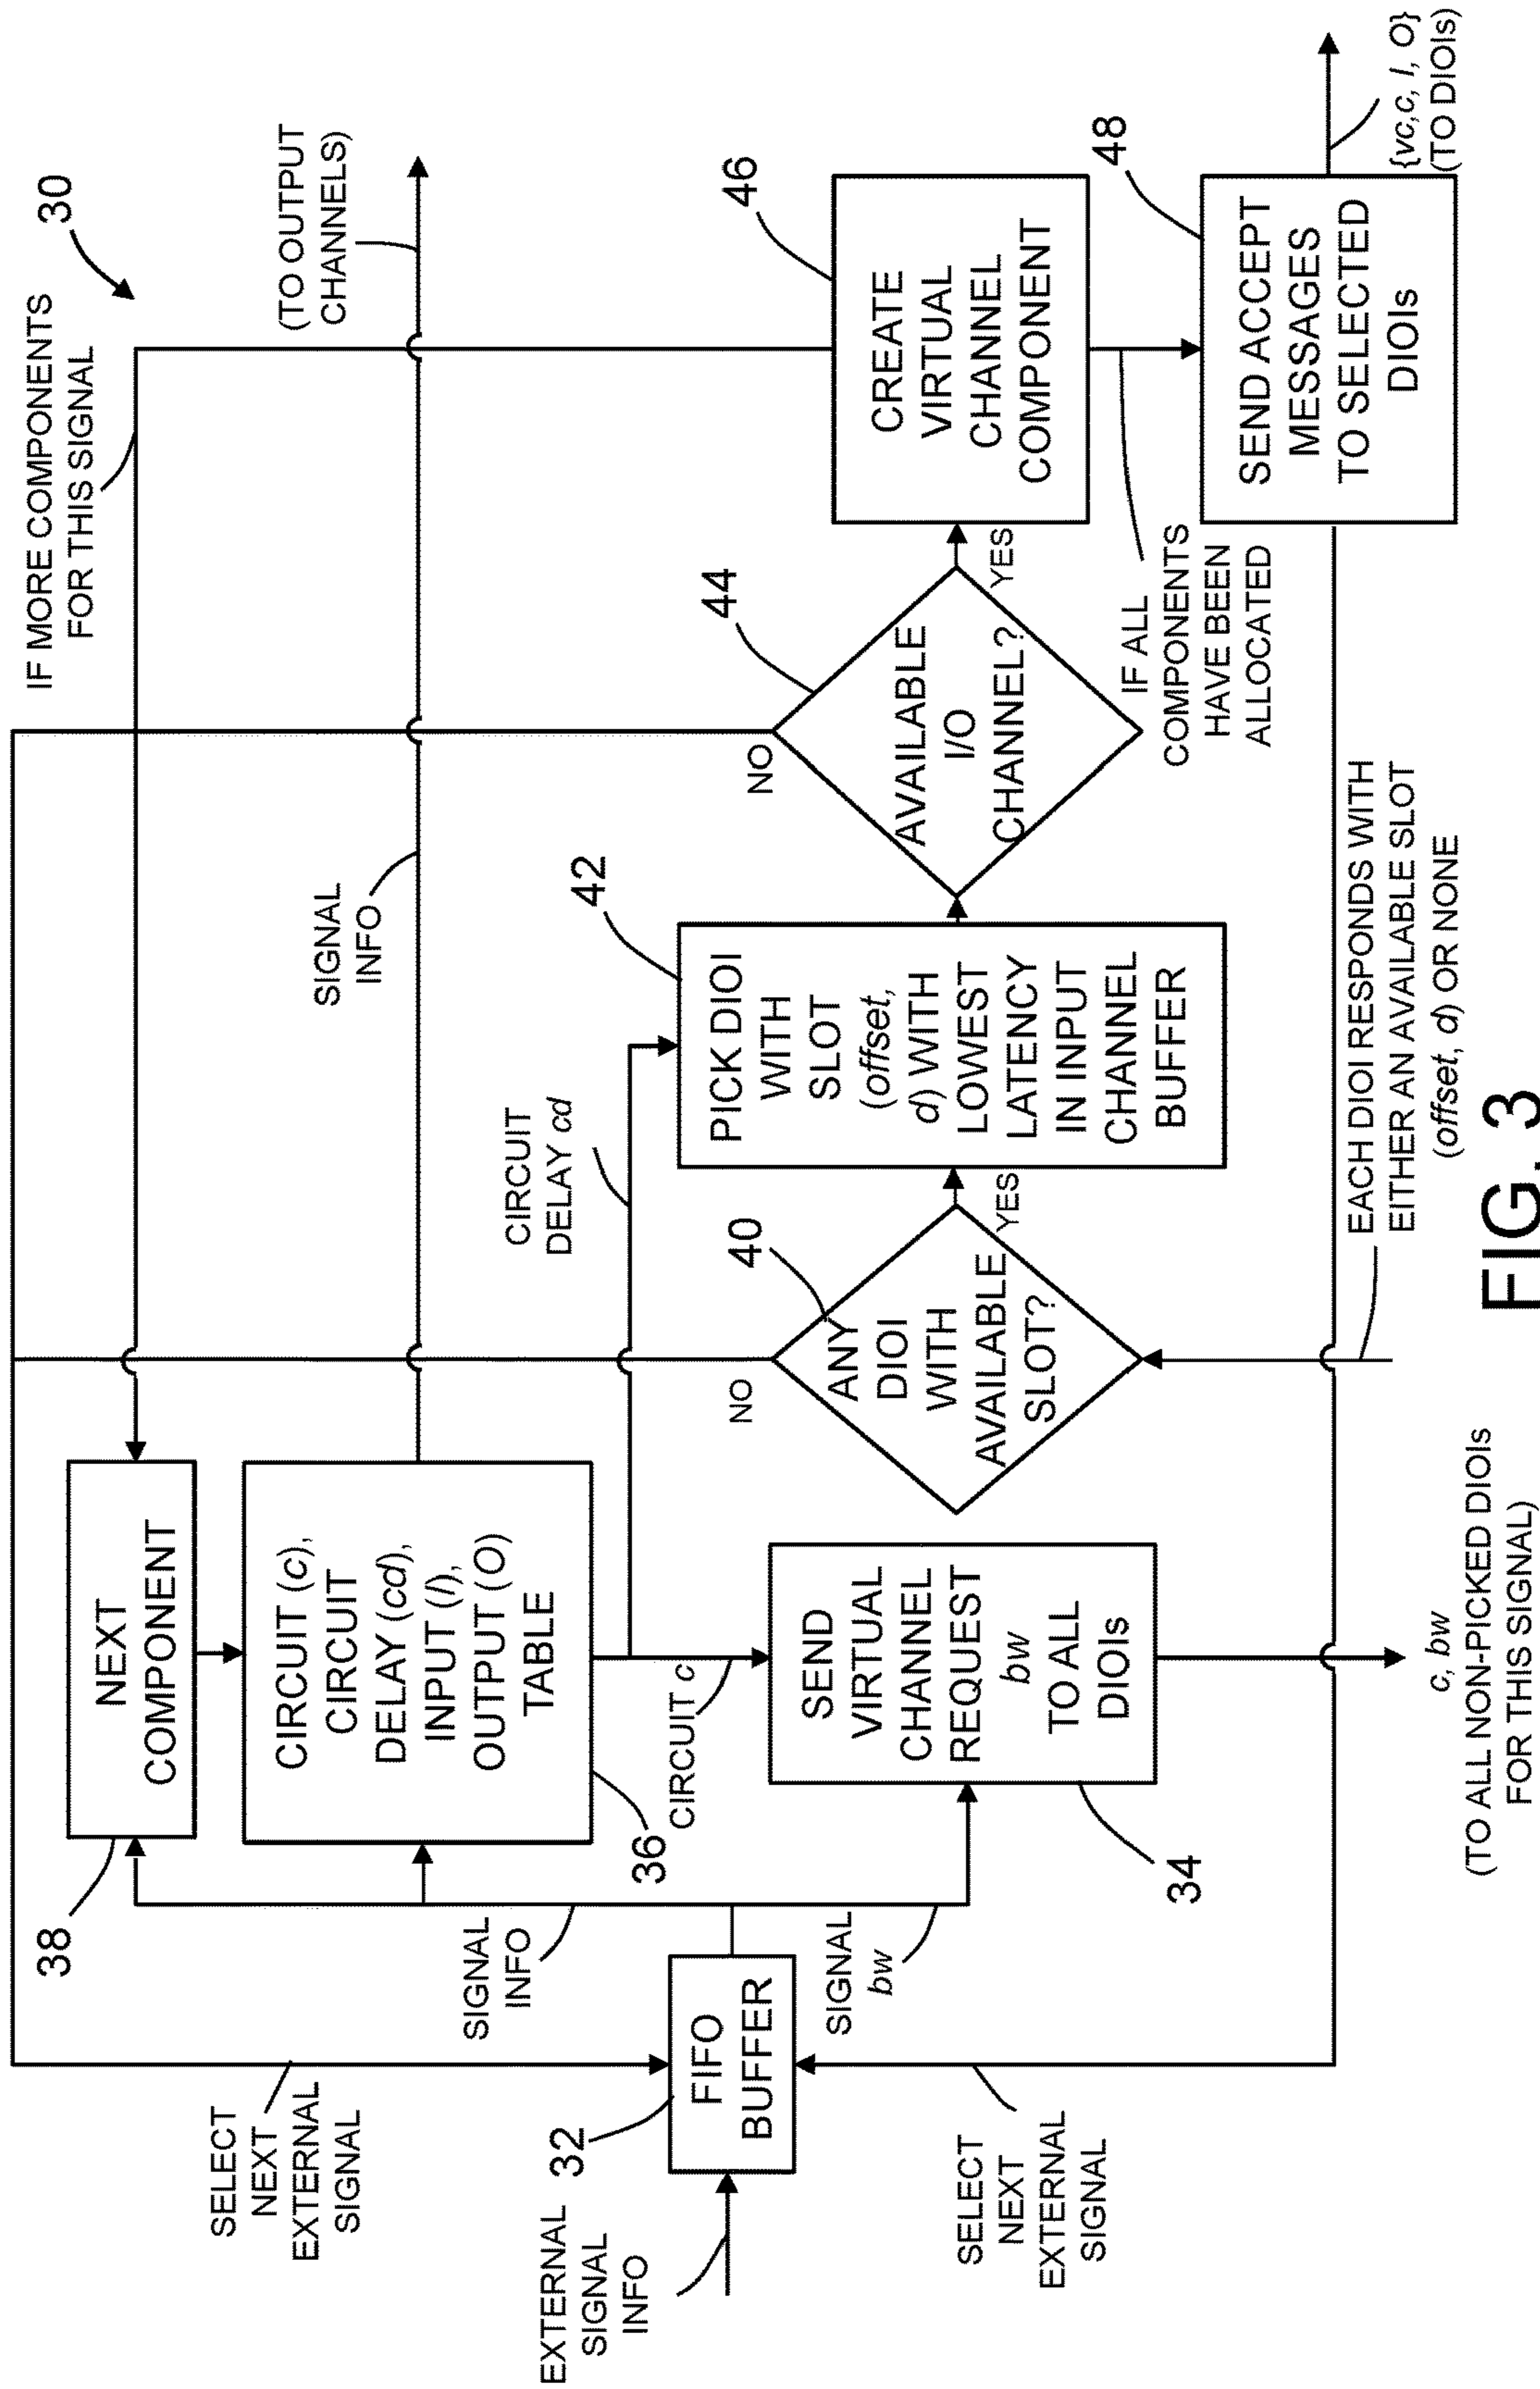 30
IF MORE COMPONENTS
FOR THIS SIGNAL
(TO OUTPUT
CHANNELS)
SELECT
NEXT
EXTERNAL
SIGNAL
38
NEXT
COMPONENT
SIGNAL
INFO
CIRCUIT (c),
CIRCUIT
DELAY (cd),
INPUT (I),
OUTPUT (O)
TABLE
36
SIGNAL
INFO
CIRCUIT
DELAY cd
CIRCUIT c
EXTERNAL
SIGNAL
INFO
32
FIFO
BUFFER
SIGNAL
bw
SELECT
NEXT
EXTERNAL
SIGNAL
SEND
VIRTUAL
CHANNEL
REQUEST
bw
TO ALL
DIOIs
34
NO
40
ANY
DIOI
WITH
AVAILABLE
SLOT?
YES
42
PICK DIOI
WITH
SLOT
(offset,
d) WITH
LOWEST
LATENCY
IN INPUT
CHANNEL
BUFFER
NO
44
AVAILABLE
I/O
CHANNEL?
YES
46
CREATE
VIRTUAL
CHANNEL
COMPONENT
IF ALL
COMPONENTS
HAVE BEEN
ALLOCATED
48
SEND ACCEPT
MESSAGES
TO SELECTED
DIOIs
{vc,c, I, O}
(TO DIOIs)
c, bw
(TO ALL NON-PICKED DIOIs
FOR THIS SIGNAL)
EACH DIOI RESPONDS WITH
EITHER AN AVAILABLE SLOT
(offset, d) OR NONE
FIG. 3